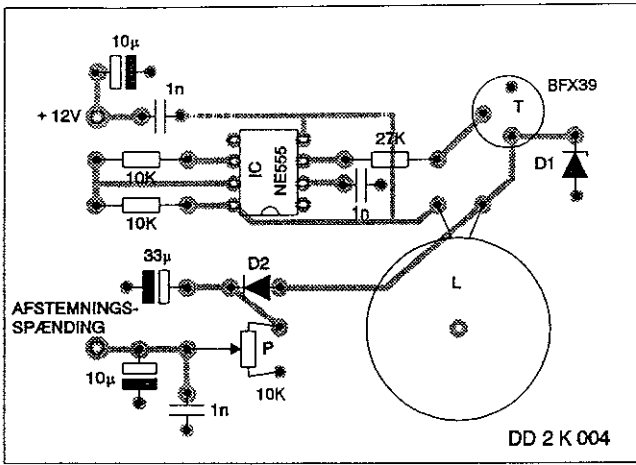 10µ
1n
+ 12V
BFX39
T
27K
D1
IC
NE555
10K
1n
10K
33µ
D2
L
AFSTEMNINGS-
SPÆNDING
P
10µ
10K
1n
DD 2 K 004